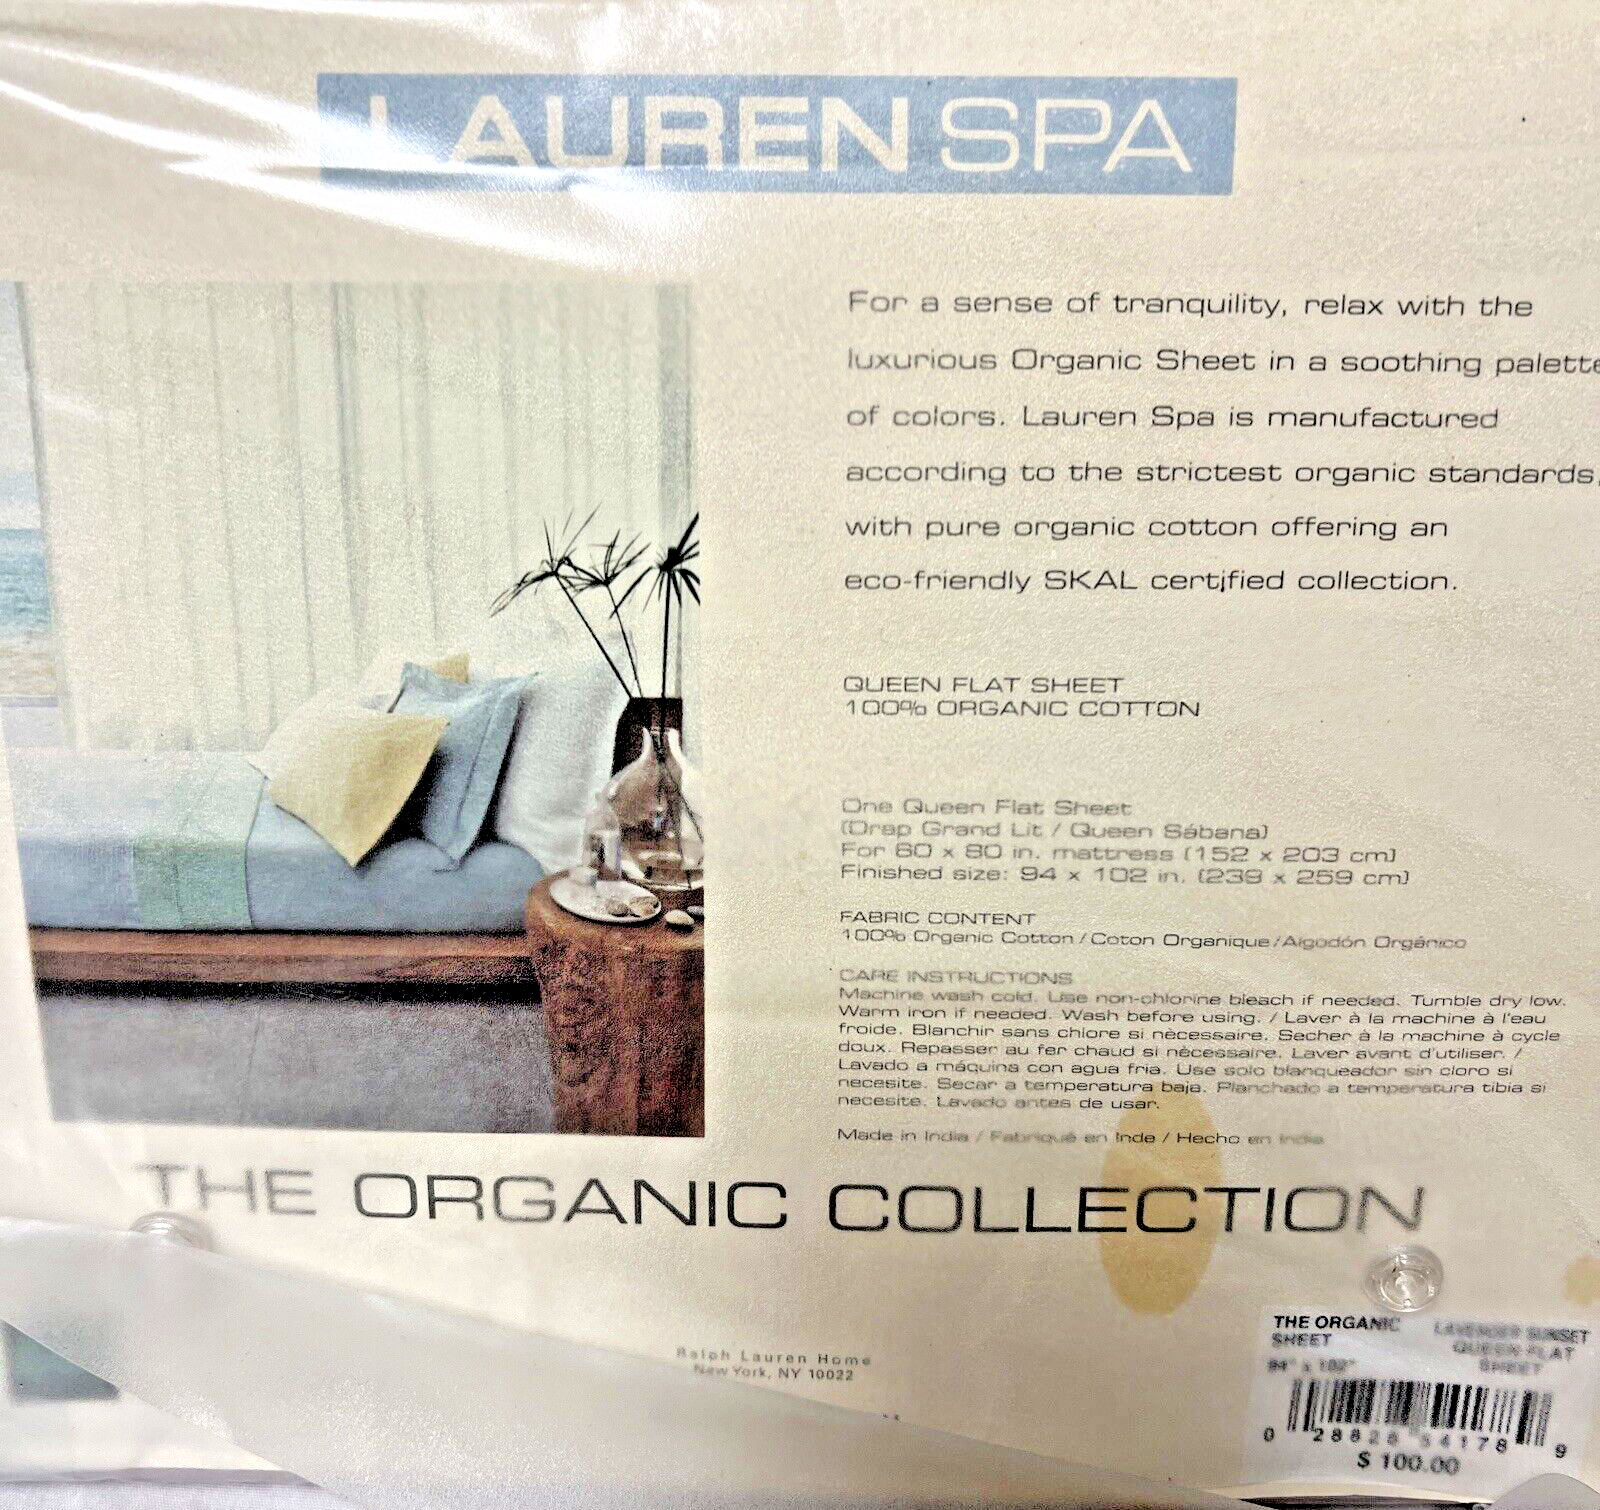 LAUREN SPA
For a sense of tranquility, relax with the
luxurious Organic Sheet in a soothing palette
of colors. Lauren Spa is manufactured
according to the strictest organic standards,
with pure organic cotton offering an
eco-friendly SKAL certified collection.
QUEEN FLAT SHEET
100% ORGANIC COTTON
One Queen Flat Sheet
(Drap Grand Lit / Queen Sábana)
For 60 x 80 in. mattress (152 x 203 cm)
Finished size: 94 x 102 in. (239 x 259 cm)
FABRIC CONTENT
100% Organic Cotton / Coton Organique / Algodón Orgánico
CARE INSTRUCTIONS
Machine wash cold. Use non-chlorine bleach if needed. Tumble dry low.
Warm iron if needed. Wash before using. / Laver à la machine à l'eau
froide. Blanchir sans chlore si nècessaire. Secher à la machine à cycle
doux. Repasser au fer chaud si nècessaire. Laver avant d'utiliser. /
Lavado a máquina con agua fria. Use solo blanqueador sin cloro si
necesite. Secar a temperatura baja. Planchado a temperatura tibia si
necesite. Lavado antes de usar.
Made in India / Fabriqué en Inde / Hecho en India
THE ORGANIC COLLECTION
Ralph Lauren Home
New York, NY 10022
THE ORGANIC
SHEET
94" x 102"
LAVENDER SUNSET
QUEEN FLAT
SHEET
0 28828 54178 9
$ 100.00